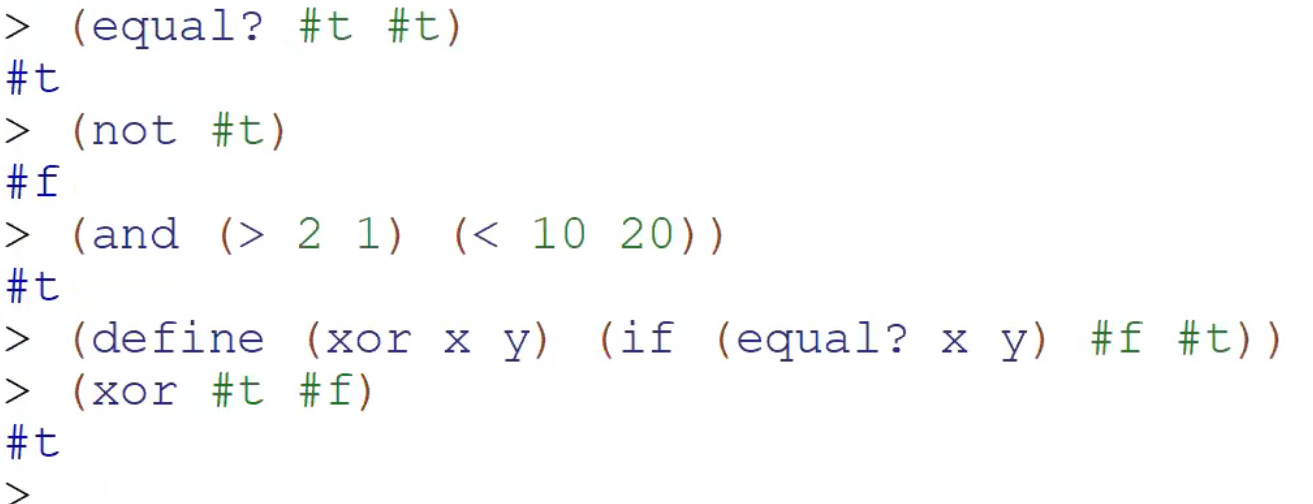 > (equal? #t #t)
#t
> (not #t)
#f
> (and (> 2 1) (< 10 20))
#t
> (define (xor x y) (if (equal? x y) #f #t))
> (xor #t #f)
#t
>